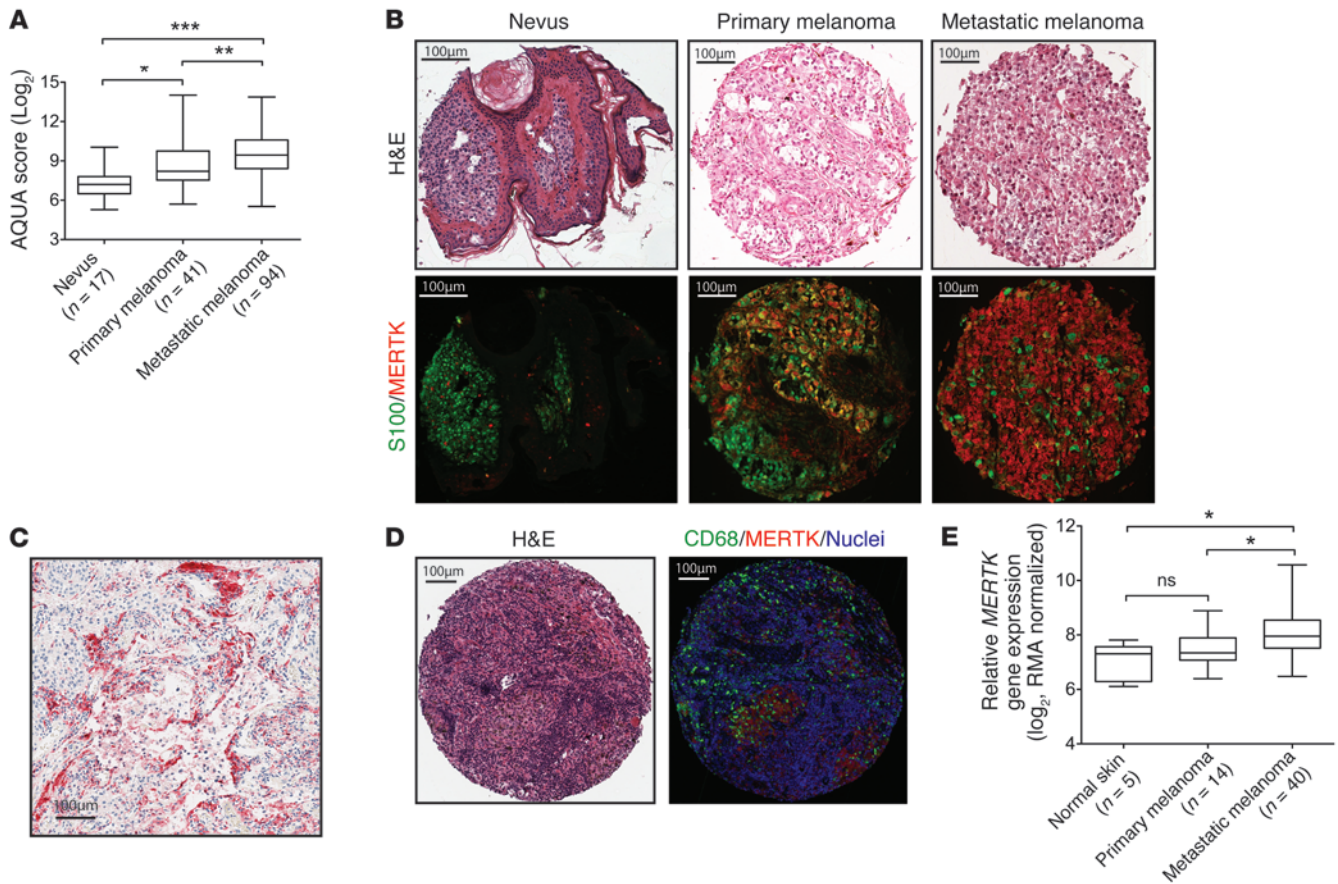 A
***
**
*
AQUA score (Log2)
15
12
9
6
3
Nevus
(n = 17)
Primary melanoma
(n = 41)
Metastatic melanoma
(n = 94)
B
Nevus
Primary melanoma
Metastatic melanoma
H&E
100µm
100µm
100µm
S100/MERTK
100µm
100µm
100µm
C
100µm
D
H&E
CD68/MERTK/Nuclei
100µm
100µm
E
*
*
ns
Relative MERTK
gene expression
(log2, RMA normalized)
12
10
8
6
4
Normal skin
(n = 5)
Primary melanoma
(n = 14)
Metastatic melanoma
(n = 40)